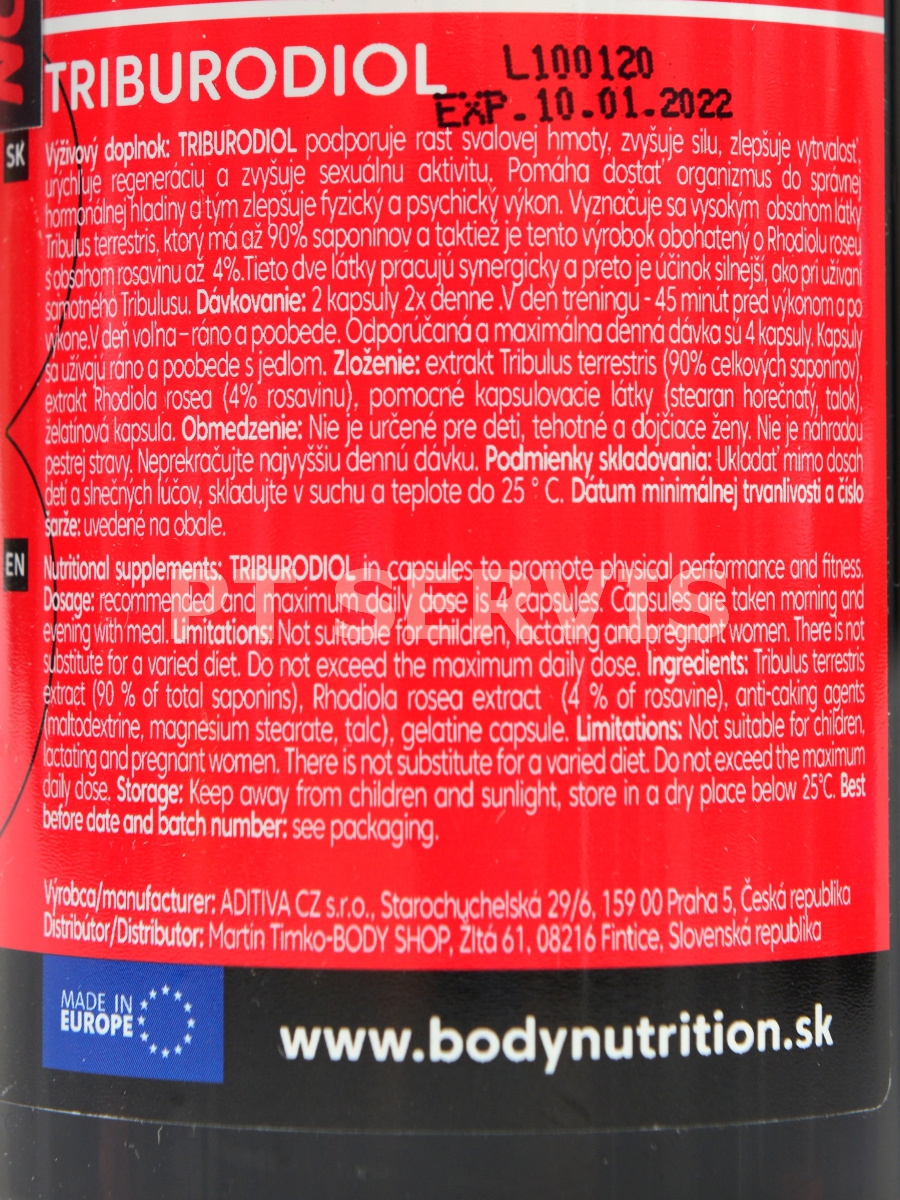 TRIBURODIOL
L100120
EXP.10.01.2022
SK
Výživový doplnok: TRIBURODIOL podporuje rast svalovej hmoty, zvyšuje silu, zlepšuje vytrvalosť,
urýchľuje regeneráciu a zvyšuje sexuálnu aktivitu. Pomáha dostať organizmus do správnej
hormonálnej hladiny a tým zlepšuje fyzický a psychický výkon. Vyznačuje sa vysokým obsahom látky
Tribulus terrestris, ktorý má až 90% saponínov a taktiež je tento výrobok obohatený o Rhodiolu roseu
s obsahom rosavínu až 4%.Tieto dve látky pracujú synergicky a preto je účinok silnejší, ako pri užívaní
samotného Tribulusu. Dávkovanie: 2 kapsuly 2x denne .V deň tréningu - 45 minút pred výkonom a po
výkone.V deň voľna – ráno a poobede. Odporúčaná a maximálna denná dávka sú 4 kapsuly. Kapsuly
sa užívajú ráno a poobede s jedlom. Zloženie: extrakt Tribulus terrestris (90% celkových saponínov),
extrakt Rhodiola rosea (4% rosavínu), pomocné kapsulovacie látky (stearan horečnatý, talok),
želatínová kapsula. Obmedzenie: Nie je určené pre deti, tehotné a dojčiace ženy. Nie je náhradou
pestrej stravy. Neprekračujte najvyššiu dennú dávku. Podmienky skladovania: Ukladať mimo dosah
detí a slnečných lúčov, skladujte v suchu a teplote do 25 ° C. Dátum minimálnej trvanlivosti a číslo
šarže: uvedené na obale.
EN
Nutritional supplements: TRIBURODIOL in capsules to promote physical performance and fitness.
Dosage: recommended and maximum daily dose is 4 capsules. Capsules are taken morning and
evening with meal. Limitations: Not suitable for children, lactating and pregnant women. There is not
substitute for a varied diet. Do not exceed the maximum daily dose. Ingredients: Tribulus terrestris
extract (90 % of total saponins), Rhodiola rosea extract (4 % of rosavine), anti-caking agents
(maltodextrine, magnesium stearate, talc), gelatine capsule. Limitations: Not suitable for children,
lactating and pregnant women. There is not substitute for a varied diet. Do not exceed the maximum
daily dose. Storage: Keep away from children and sunlight, store in a dry place below 25°C. Best
before date and batch number: see packaging.
PT SERVIS
Výrobca/manufacturer: ADITIVA CZ s.r.o., Starochuchelská 29/6, 159 00 Praha 5, Česká republika
Distribútor/Distributor: Martin Timko-BODY SHOP, Žltá 61, 08216 Fintice, Slovenská republika
MADE IN
EUROPE
www.bodynutrition.sk